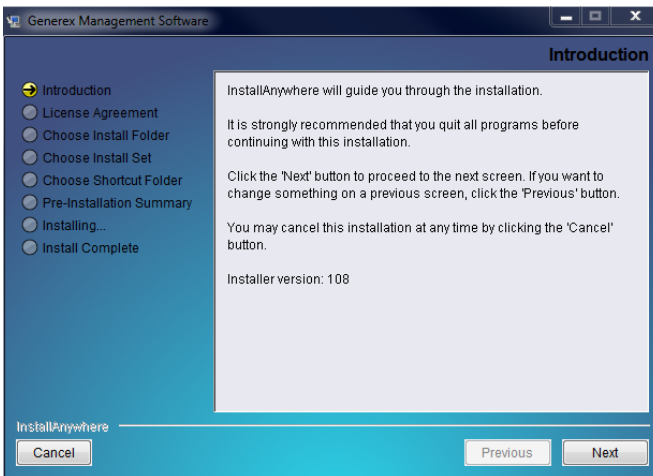 Generex Management Software
Introduction
Introduction
License Agreement
Choose Install Folder
Choose Install Set
Choose Shortcut Folder
Pre-Installation Summary
Installing...
Install Complete
InstallAnywhere will guide you through the installation.
It is strongly recommended that you quit all programs before
continuing with this installation.
Click the 'Next' button to proceed to the next screen. If you want to
change something on a previous screen, click the 'Previous' button.
You may cancel this installation at any time by clicking the 'Cancel'
button.
Installer version: 108
InstallAnywhere
Cancel
Previous
Next